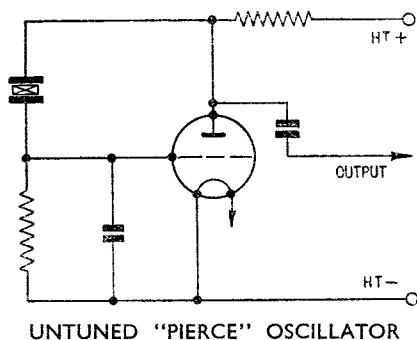 HT+
OUTPUT
HT-
UNTUNED "PIERCE" OSCILLATOR